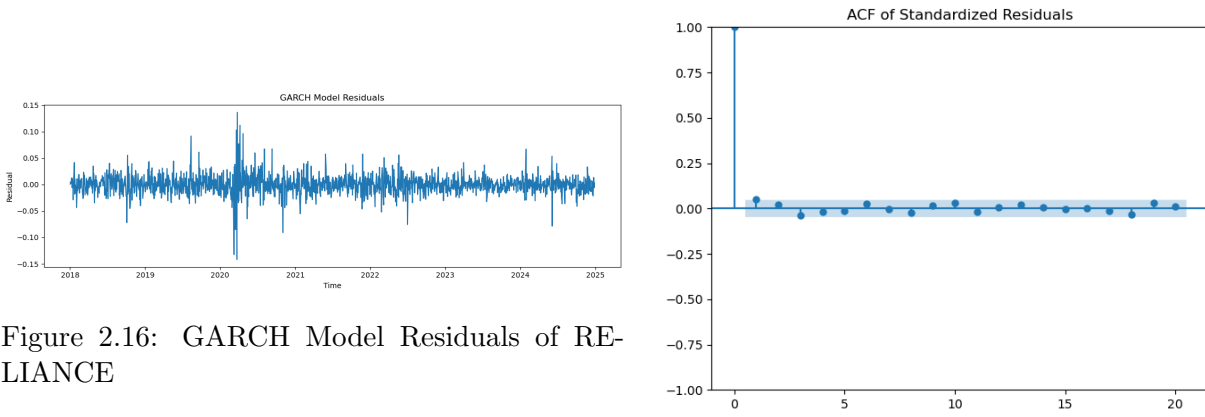 GARCH Model Residuals
0.15
0.10
0.05
0.00
−0.05
−0.10
−0.15
Residual
2018 2019 2020 2021 2022 2023 2024 2025
Time
Figure 2.16: GARCH Model Residuals of RE-
LIANCE
ACF of Standardized Residuals
1.00
0.75
0.50
0.25
0.00
−0.25
−0.50
−0.75
−1.00
0 5 10 15 20